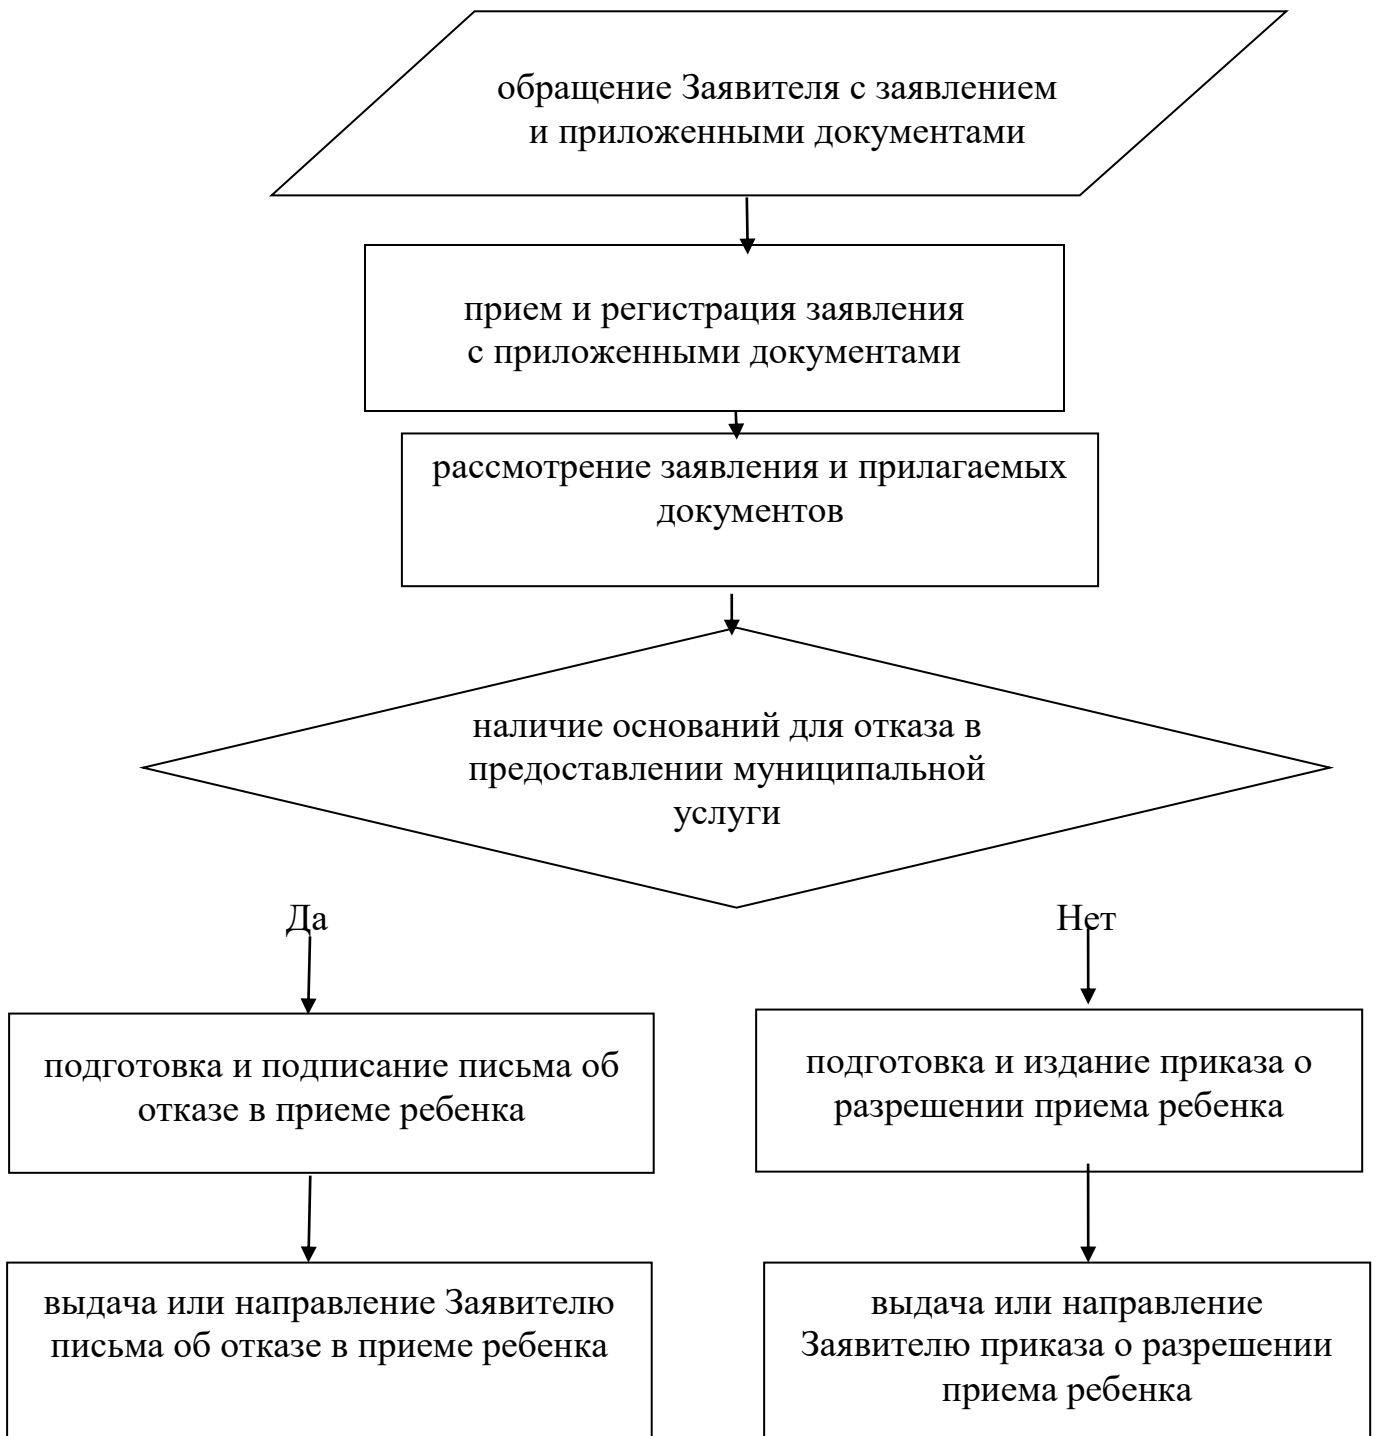 обращение Заявителя с заявлением
и приложенными документами
прием и регистрация заявления
с приложенными документами
рассмотрение заявления и прилагаемых
документов
наличие оснований для отказа в
предоставлении муниципальной
услуги
Да
Нет
подготовка и подписание письма об
отказе в приеме ребенка
подготовка и издание приказа о
разрешении приема ребенка
выдача или направление Заявителю
письма об отказе в приеме ребенка
выдача или направление
Заявителю приказа о разрешении
приема ребенка